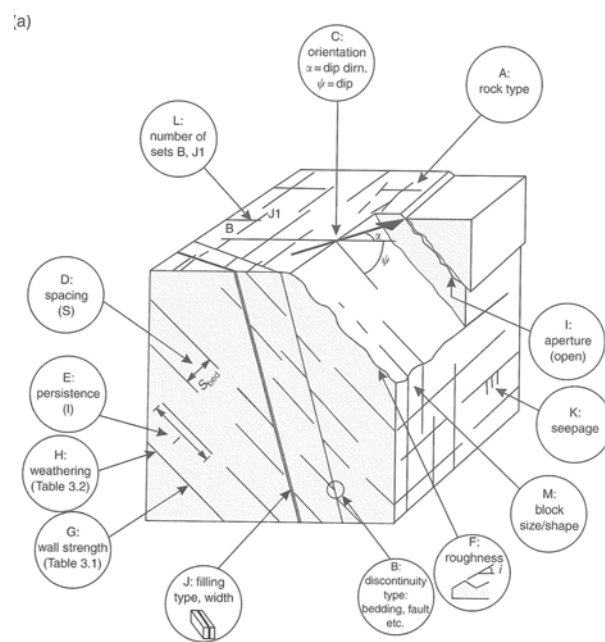 (a)
C:
orientation
α=dip dirn.
ψ=dip
A:
rock type
L:
number of
sets B, J1
J1
B
α
ψ
D:
spacing
(S)
S bed
E:
persistence
(l)
l
I:
aperture
(open)
K:
seepage
H:
weathering
(Table 3.2)
G:
wall strength
(Table 3.1)
M:
block
size/shape
F:
roughness
i
J: filling
type, width
B:
discontinuity
type:
bedding, fault
etc.